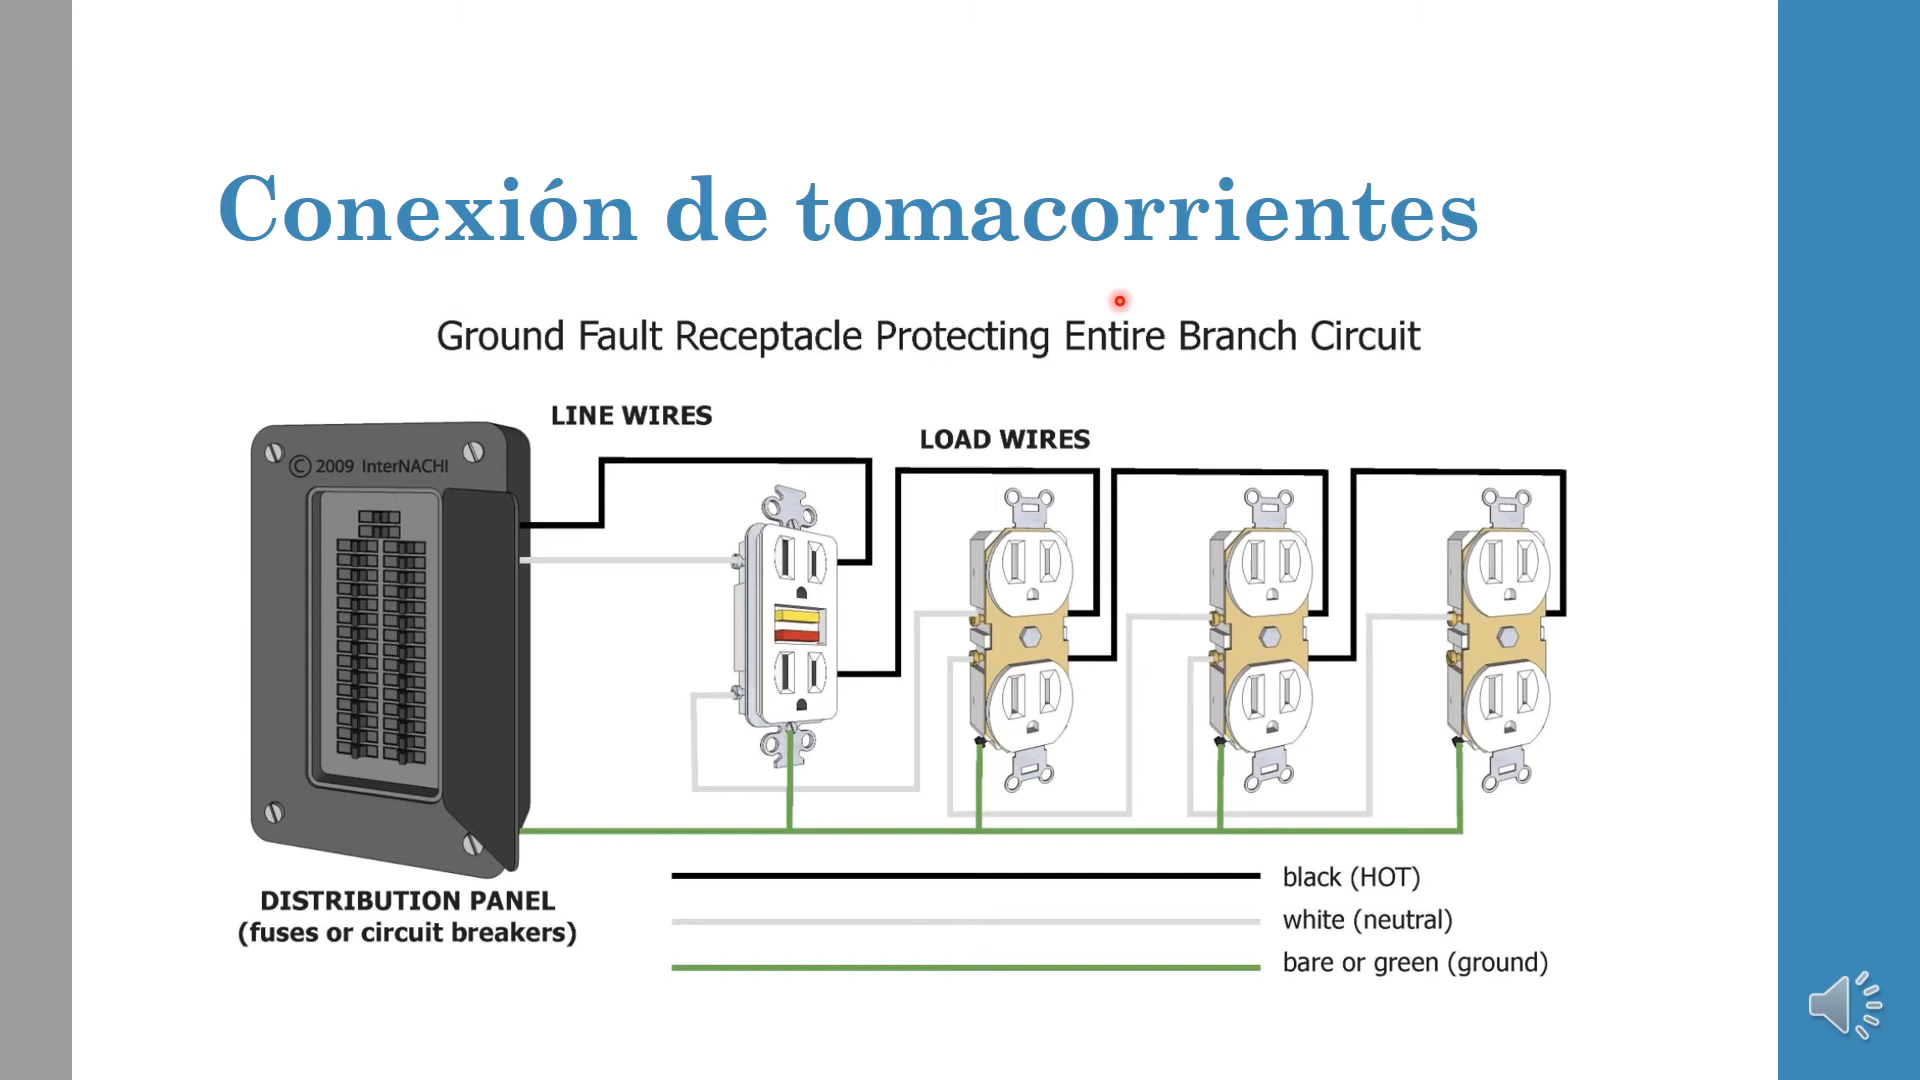 Conexión de tomacorrientes
Ground Fault Receptacle Protecting Entire Branch Circuit
LINE WIRES
LOAD WIRES
© 2009 InterNACHI
DISTRIBUTION PANEL
(fuses or circuit breakers)
black (HOT)
white (neutral)
bare or green (ground)